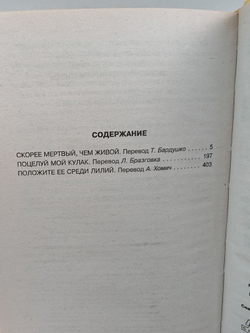 СОДЕРЖАНИЕ
СКОРЕЕ МЕРТВЫЙ, ЧЕМ ЖИВОЙ. Перевод Т. Бардушко . . 5
ПОЦЕЛУЙ МОЙ КУЛАК. Перевод Л. Бразговка . . . . . . . . . 197
ПОЛОЖИТЕ ЕЕ СРЕДИ ЛИЛИЙ. Перевод А. Хомич . . . . . 403